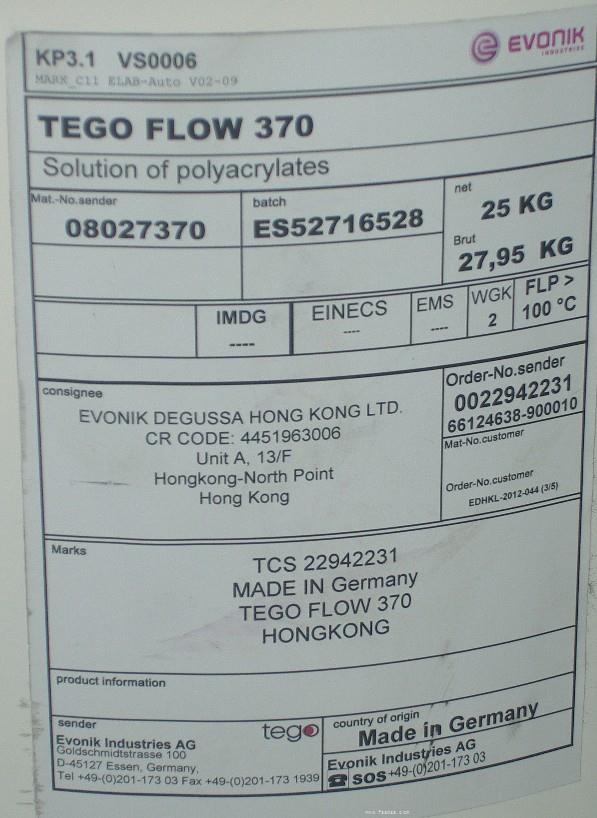 KP3.1 VS0006
MARK_C11 ELAB-Auto V02-09
EVONIK
INDUSTRIES
TEGO FLOW 370
Solution of polyacrylates
Mat.-No.sender
08027370
batch
ES52716528
net
25 KG
Brut
27,95 KG
IMDG
----
EINECS
----
EMS
----
WGK
2
FLP >
100 °C
consignee
EVONIK DEGUSSA HONG KONG LTD.
CR CODE: 4451963006
Unit A, 13/F
Hongkong-North Point
Hong Kong
Order-No.sender
0022942231
66124638-900010
Mat-No.customer
Order-No.customer
EDHKL-2012-044 (3/5)
Marks
TCS 22942231
MADE IN Germany
TEGO FLOW 370
HONGKONG
product information
sender
tego
Evonik Industries AG
Goldschmidtstrasse 100
D-45127 Essen, Germany,
Tel +49-(0)201-173 03 Fax +49-(0)201-173 1939
country of origin
Made in Germany
Evonik Industries AG
☎ SOS +49-(0)201-173 03